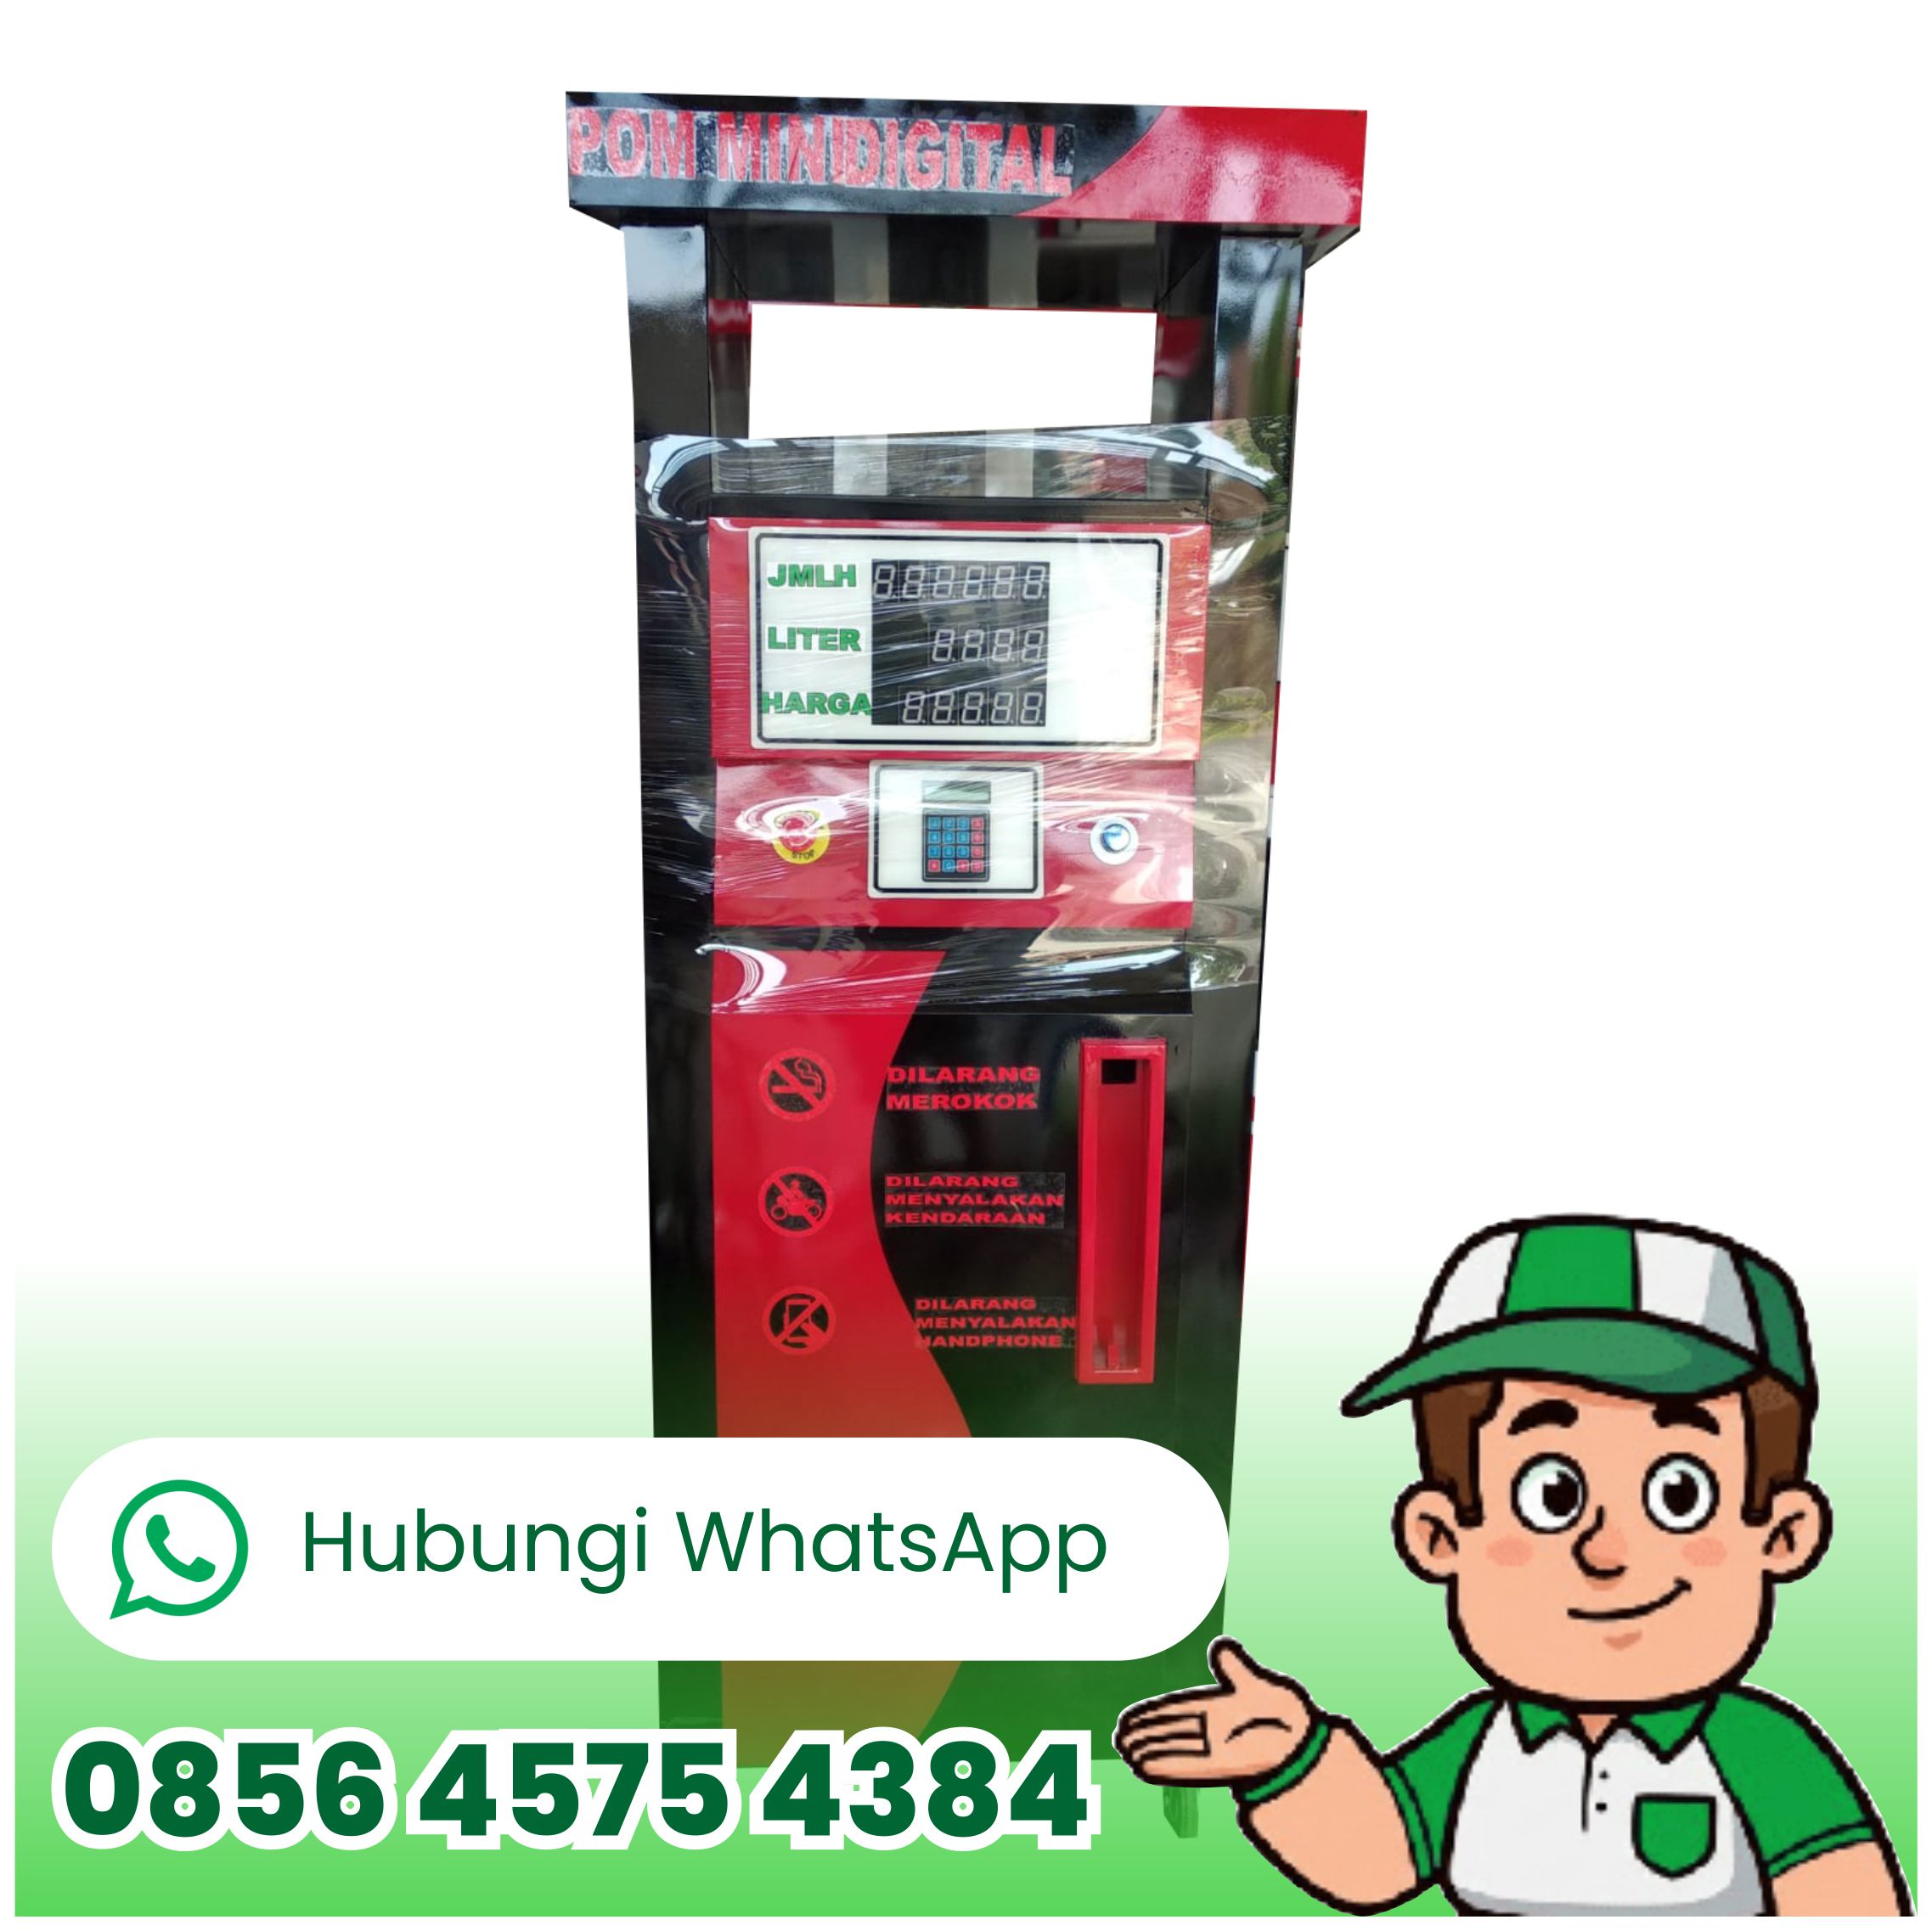 POM MINI DIGITAL
JMLH
LITER
HARGA
STOP
DILARANG
MEROKOK
DILARANG
MENYALAKAN
KENDARAAN
DILARANG
MENYALAKAN
HANDPHONE
Hubungi WhatsApp
0856 4575 4384